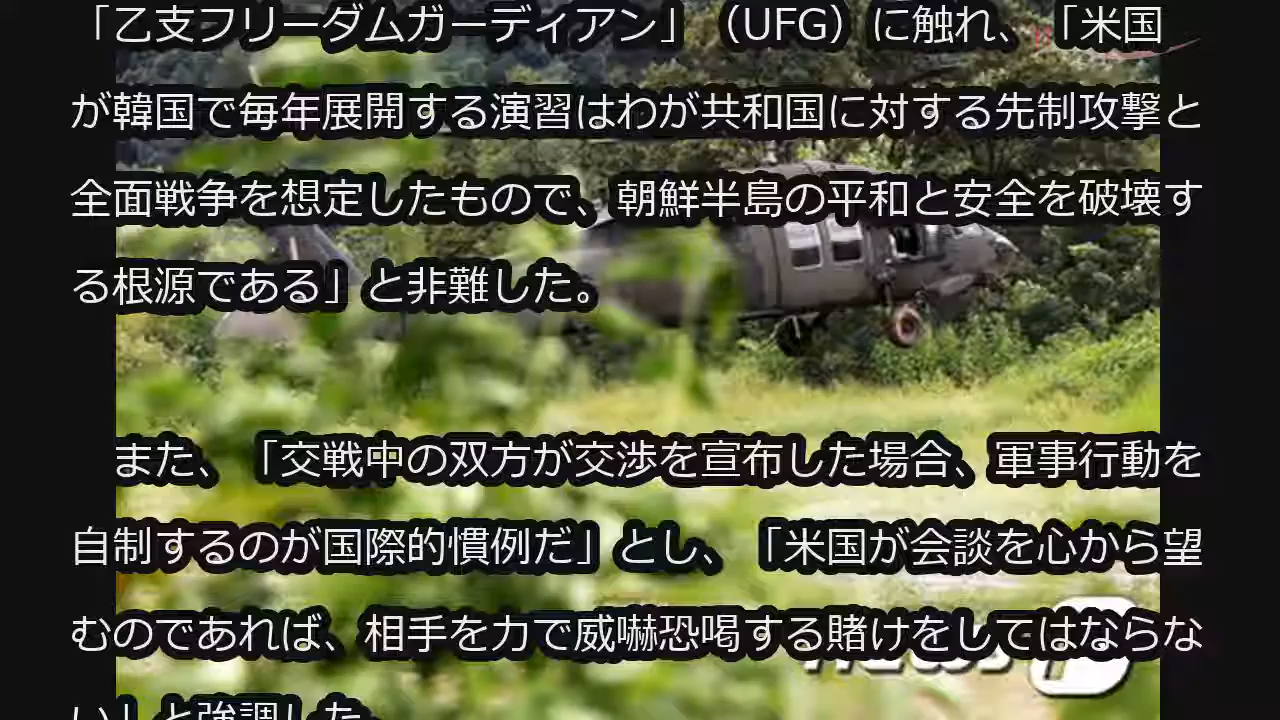 「乙支フリーダムガーディアン」（UFG）に触れ、「米国
が韓国で毎年展開する演習はわが共和国に対する先制攻撃と
全面戦争を想定したもので、朝鮮半島の平和と安全を破壊す
る根源である」と非難した。
また、「交戦中の双方が交渉を宣布した場合、軍事行動を
自制するのが国際的慣例だ」とし、「米国が会談を心から望
むのであれば、相手を力で威嚇恐喝する賭けをしてはならな
い」と強調した。